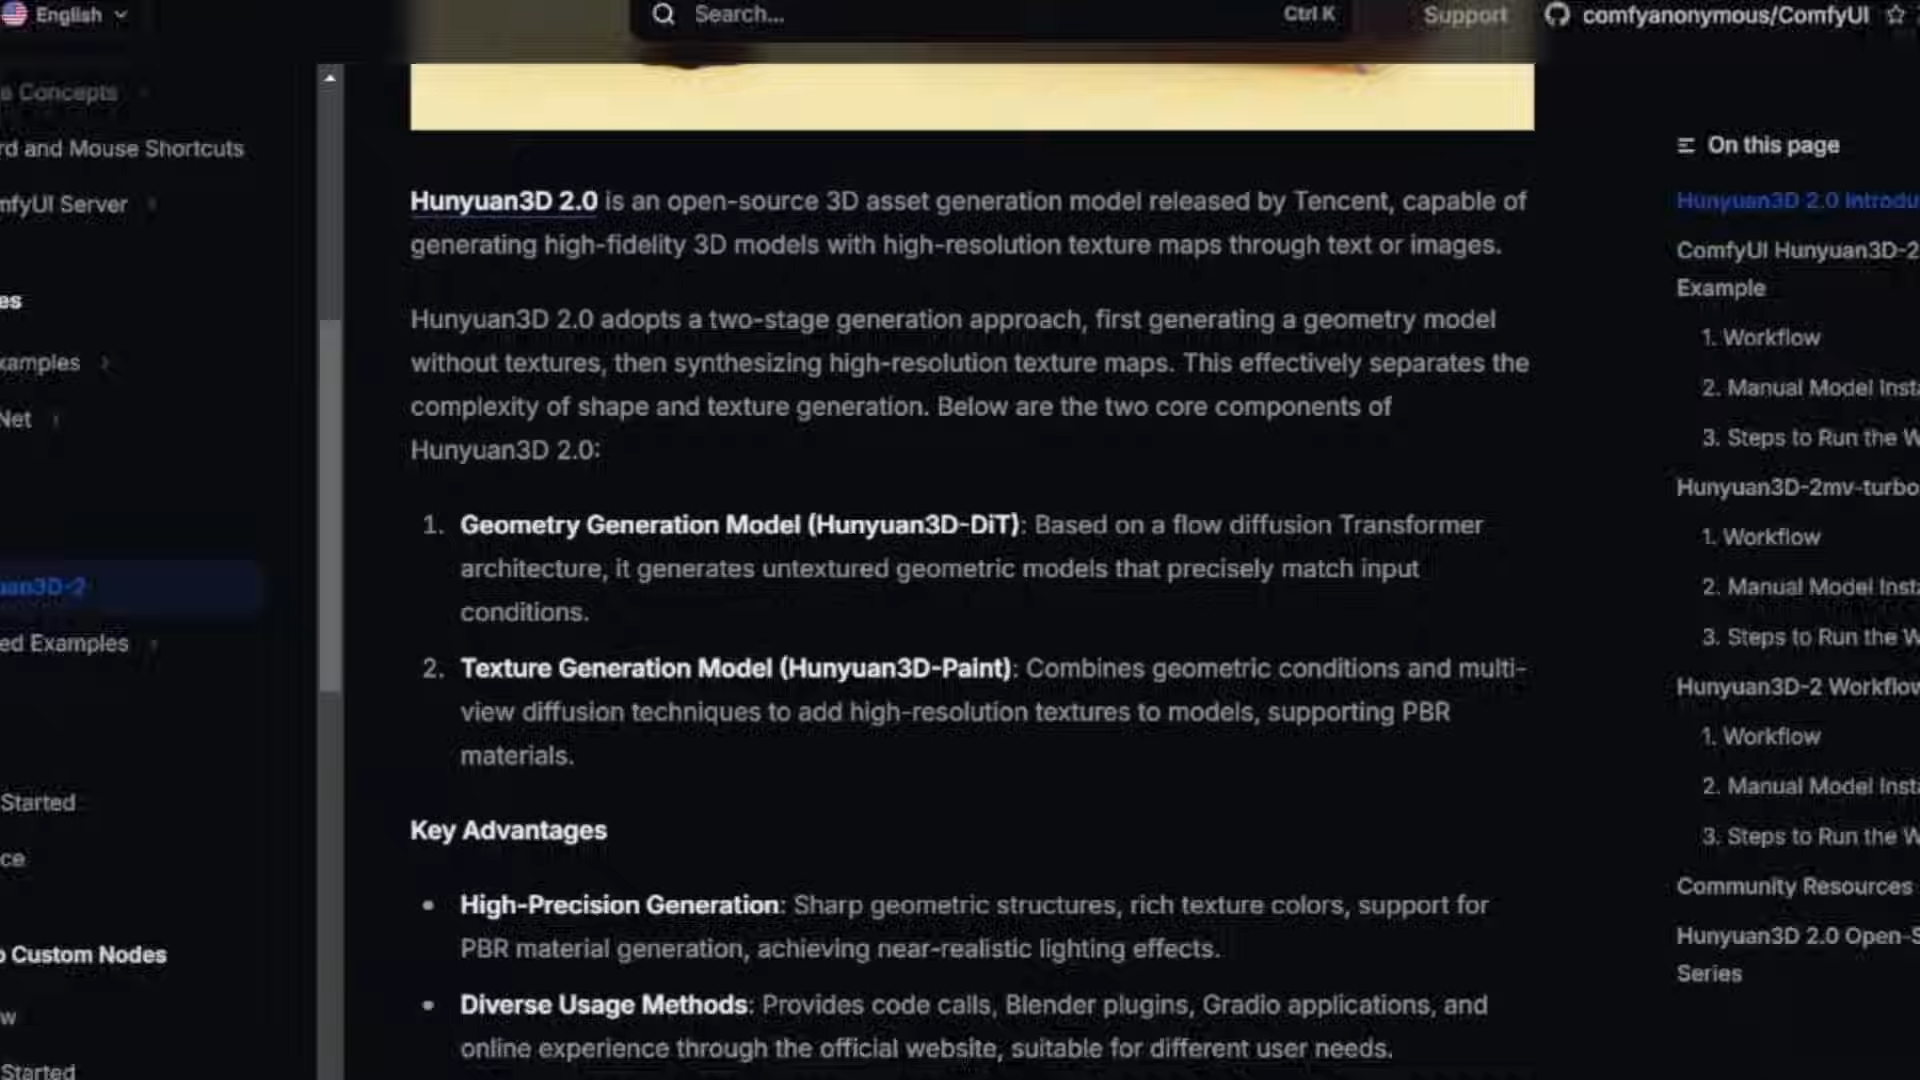 English
Search...
Ctrl K
Support
comfyanonymous/ComfyUI
Concepts
and Mouse Shortcuts
Server
Examples
Started
Custom Nodes
Started
Hunyuan3D 2.0 is an open-source 3D asset generation model released by Tencent, capable of
generating high-fidelity 3D models with high-resolution texture maps through text or images.
Hunyuan3D 2.0 adopts a two-stage generation approach, first generating a geometry model
without textures, then synthesizing high-resolution texture maps. This effectively separates the
complexity of shape and texture generation. Below are the two core components of
Hunyuan3D 2.0:
1. Geometry Generation Model (Hunyuan3D-DiT): Based on a flow diffusion Transformer
architecture, it generates untextured geometric models that precisely match input
conditions.
2. Texture Generation Model (Hunyuan3D-Paint): Combines geometric conditions and multi-
view diffusion techniques to add high-resolution textures to models, supporting PBR
materials.
Key Advantages
• High-Precision Generation: Sharp geometric structures, rich texture colors, support for
PBR material generation, achieving near-realistic lighting effects.
• Diverse Usage Methods: Provides code calls, Blender plugins, Gradio applications, and
online experience through the official website, suitable for different user needs.
On this page
Hunyuan3D 2.0
ComfyUI Hunyuan3D-2
Example
1. Workflow
2. Manual Model
3. Steps to Run the
Hunyuan3D-2mv-turbo
1. Workflow
2. Manual Model
3. Steps to Run the
Hunyuan3D-2 Workflow
1. Workflow
2. Manual Model
3. Steps to Run the
Community Resources
Hunyuan3D 2.0
Series